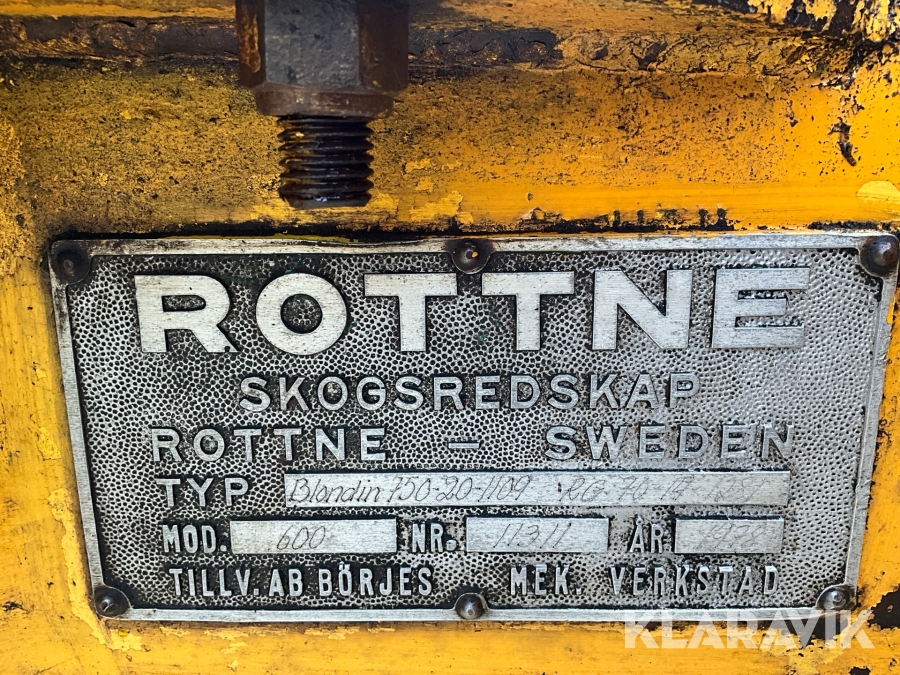 ROTTNE
SKOGSREDSKAP
ROTTNE - SWEDEN
TYP Blondin 750-20-1109
MOD. 600 NR. 11311 ÅR 1978
TILLV. AB BÖRJES MEK. VERKSTAD
KLARAVIK